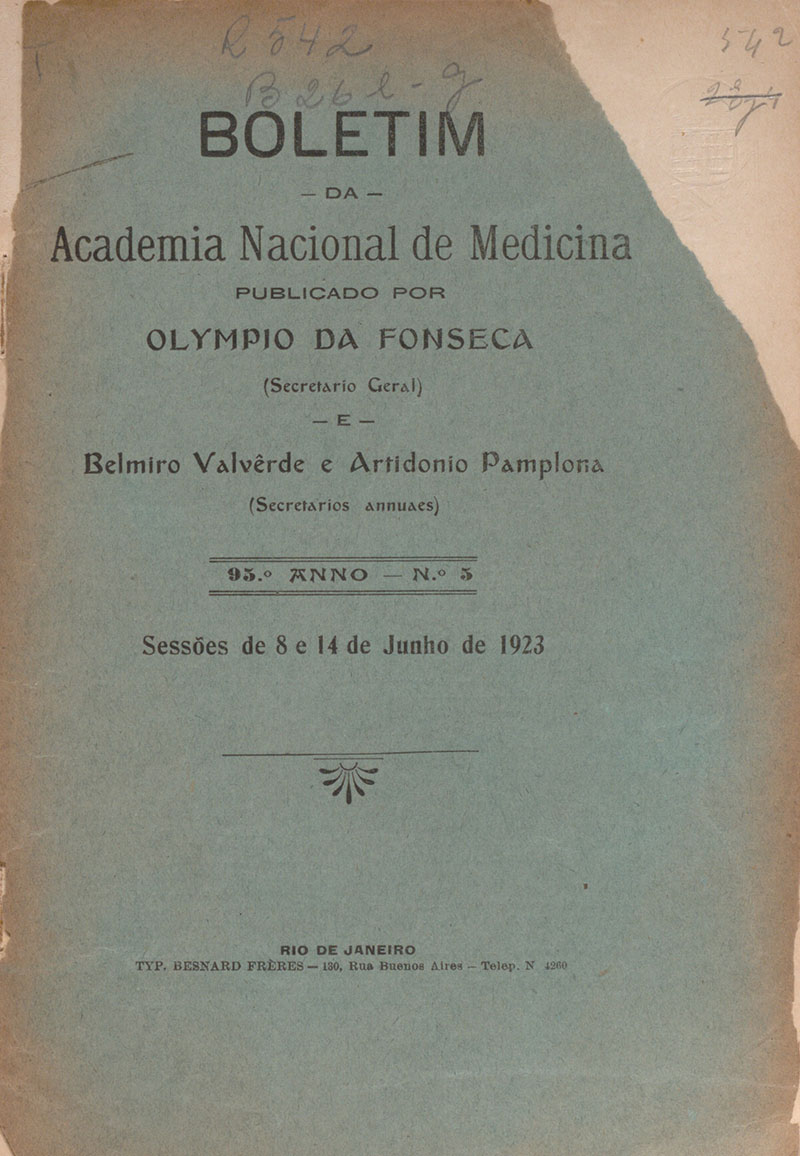 R 542
542
B 26 l - g
BOLETIM
— DA —
Academia Nacional de Medicina
PUBLICADO POR
OLYMPIO DA FONSECA
(Secretario Geral)
— E —
Belmiro Valvêrde e Artidonio Pamplona
(Secretarios annuaes)
95.º ANNO — N.º 5
Sessões de 8 e 14 de Junho de 1923
RIO DE JANEIRO
TYP. BESNARD FRÈRES — 130, Rua Buenos Aires — Telep. N 4260